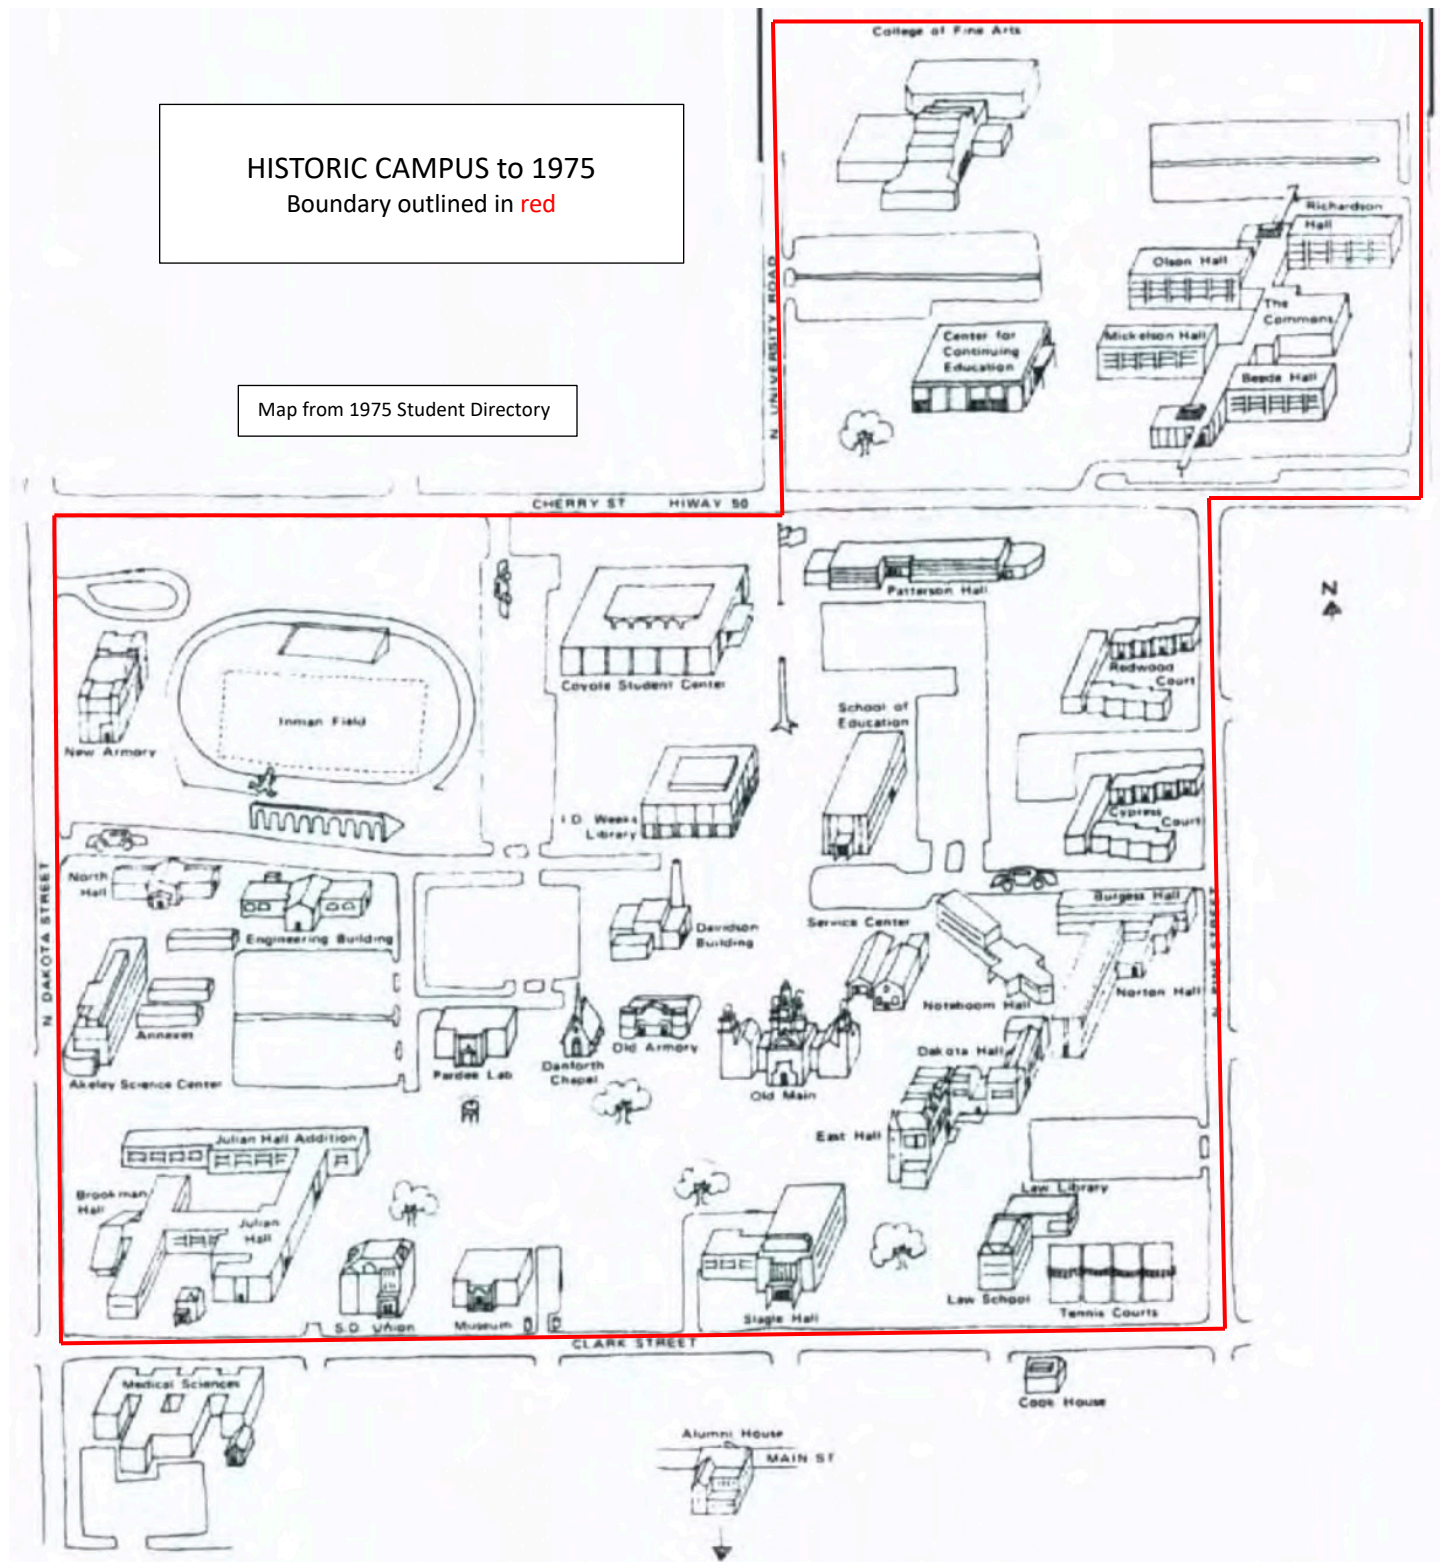 College of Fine Arts
HISTORIC CAMPUS to 1975
Boundary outlined in red
Richardson
Hall
Olson Hall
The
Commons
N UNIVERSITY ROAD
Center for
Continuing
Education
Mickelson Hall
Beede Hall
Map from 1975 Student Directory
CHERRY ST HIWAY 50
N
Patterson Hall
Redwood
Court
Coyote Student Center
School of
Education
Inman Field
New Armory
I D Weeks
Library
Cypress
Court
North
Hall
N DAKOTA STREET
Engineering Building
Davidson
Building
Service Center
Burgess Hall
N PINE STREET
Noteboom Hall
Norton Hall
Annexes
Akeley Science Center
Pardee Lab
Danforth
Chapel
Old Armory
Old Main
Dakota Hall
East Hall
Julian Hall Addition
Brookman
Hall
Julian
Hall
Law Library
S.D. Union
Museum
Slagle Hall
Law School
Tennis Courts
CLARK STREET
Medical Sciences
Cook House
Alumni House
MAIN ST